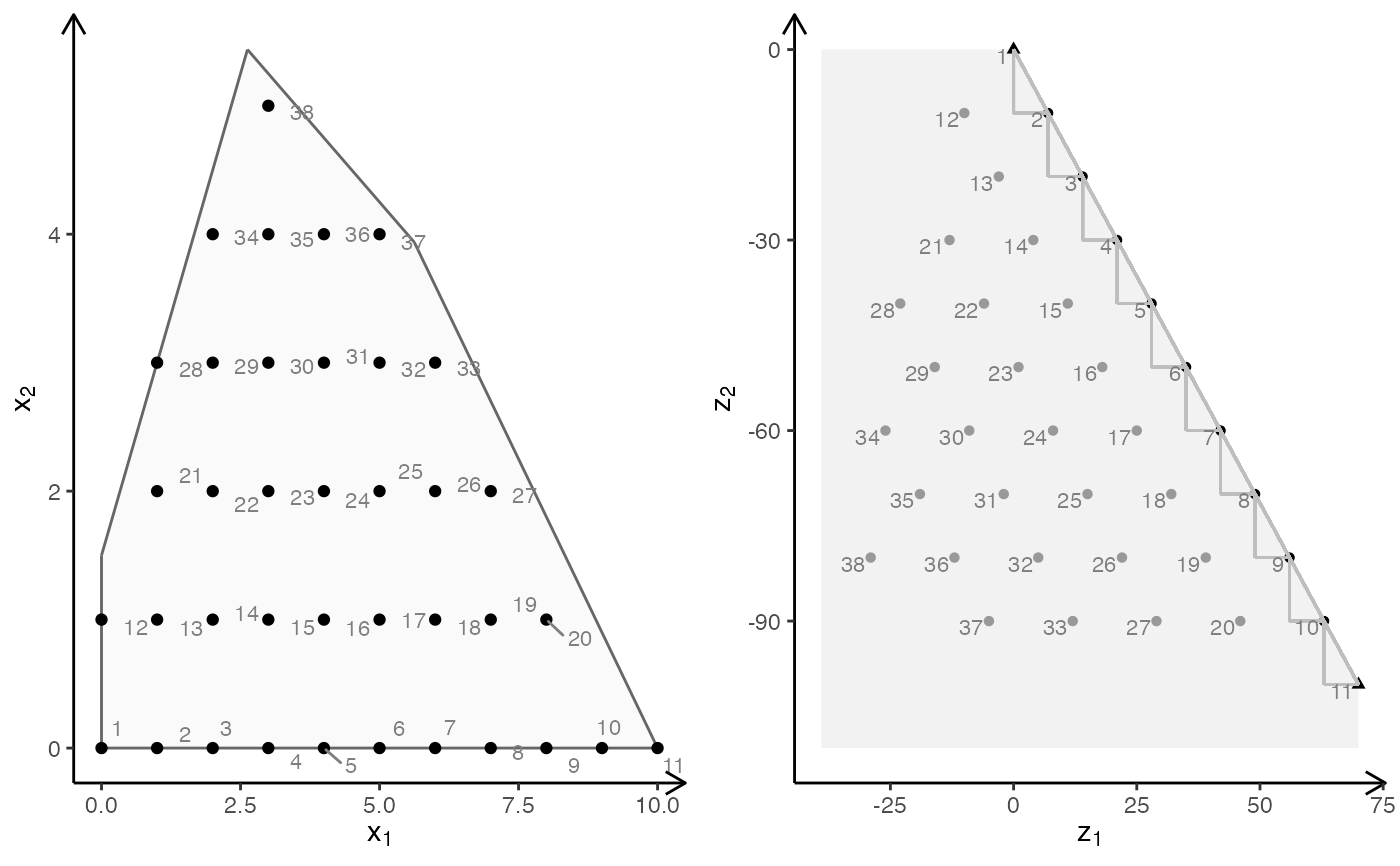 38
4
34 35 36 37
28 29 30 31 32 33
21 22 23 24 25 26 27
2
12 13 14 15 16 17 18 19 20
1 2 3 4 5 6 7 8 9 10 11
0
0.0 2.5 5.0 7.5 10.0
x1
x2
0
1
12 2
13 3
-30
21 14 4
28 22 15 5
29 23 16 6
-60
34 30 24 17 7
35 31 25 18 8
38 36 32 26 19 9
-90
37 33 27 20 10
11
-25 0 25 50 75
z1
z2